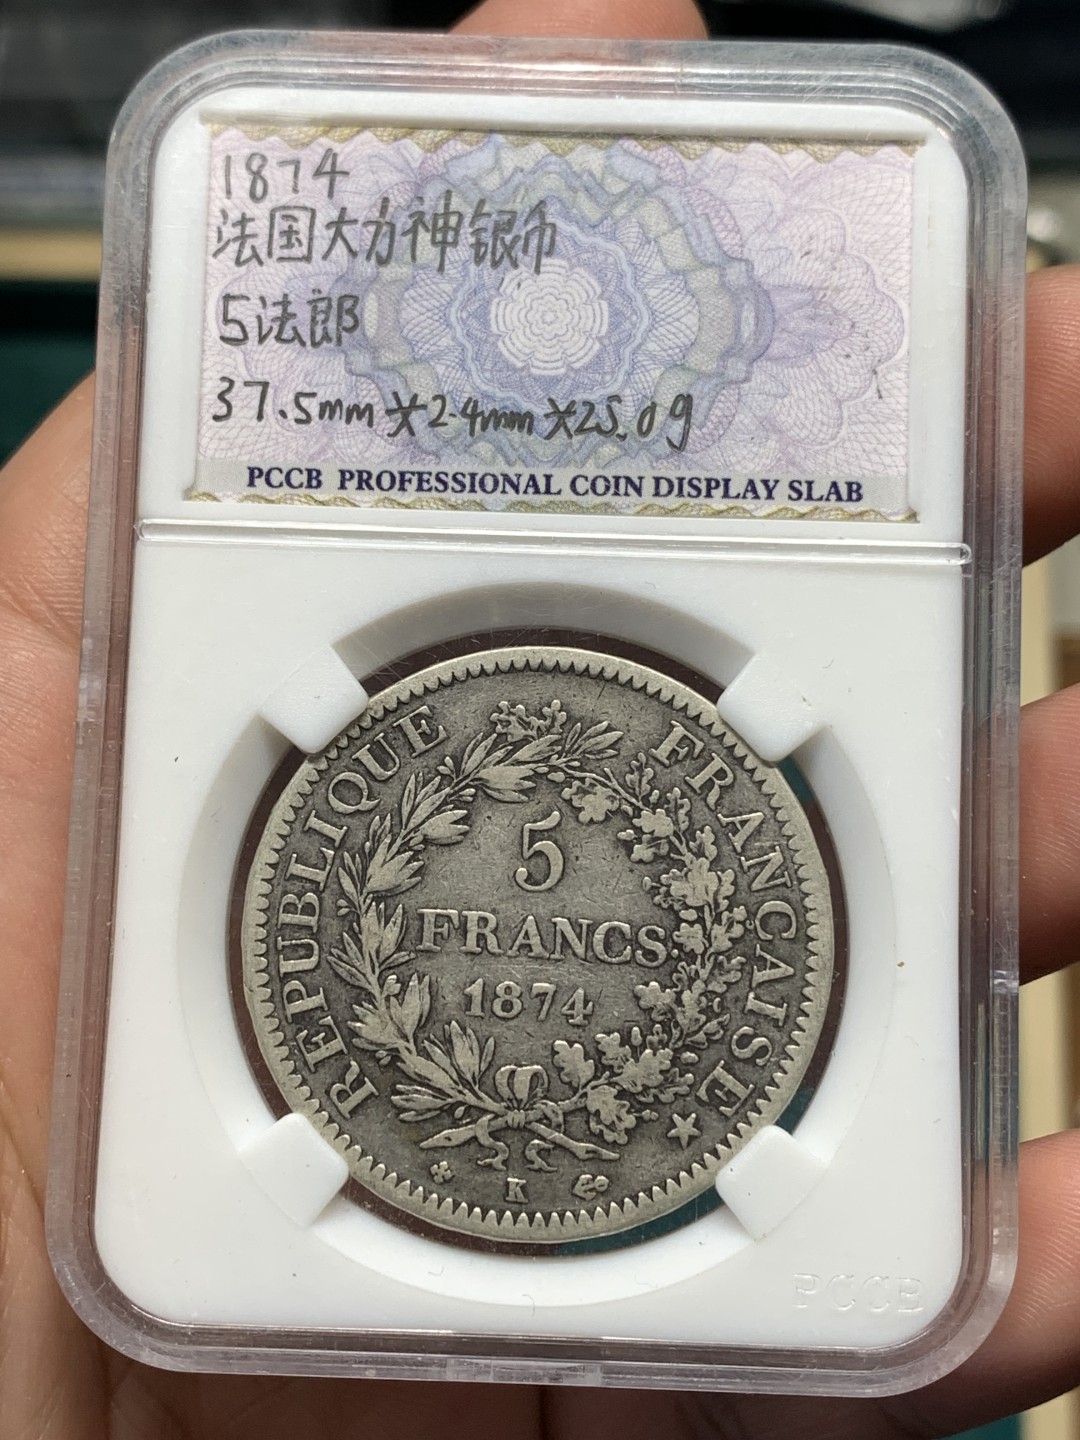 1874
法国大力神银币
5法郎
37.5mm*2.4mm*25.0g
PCCB PROFESSIONAL COIN DISPLAY SLAB
REPUBLIQUE FRANCAISE
5
FRANCS
1874
K
PCCB